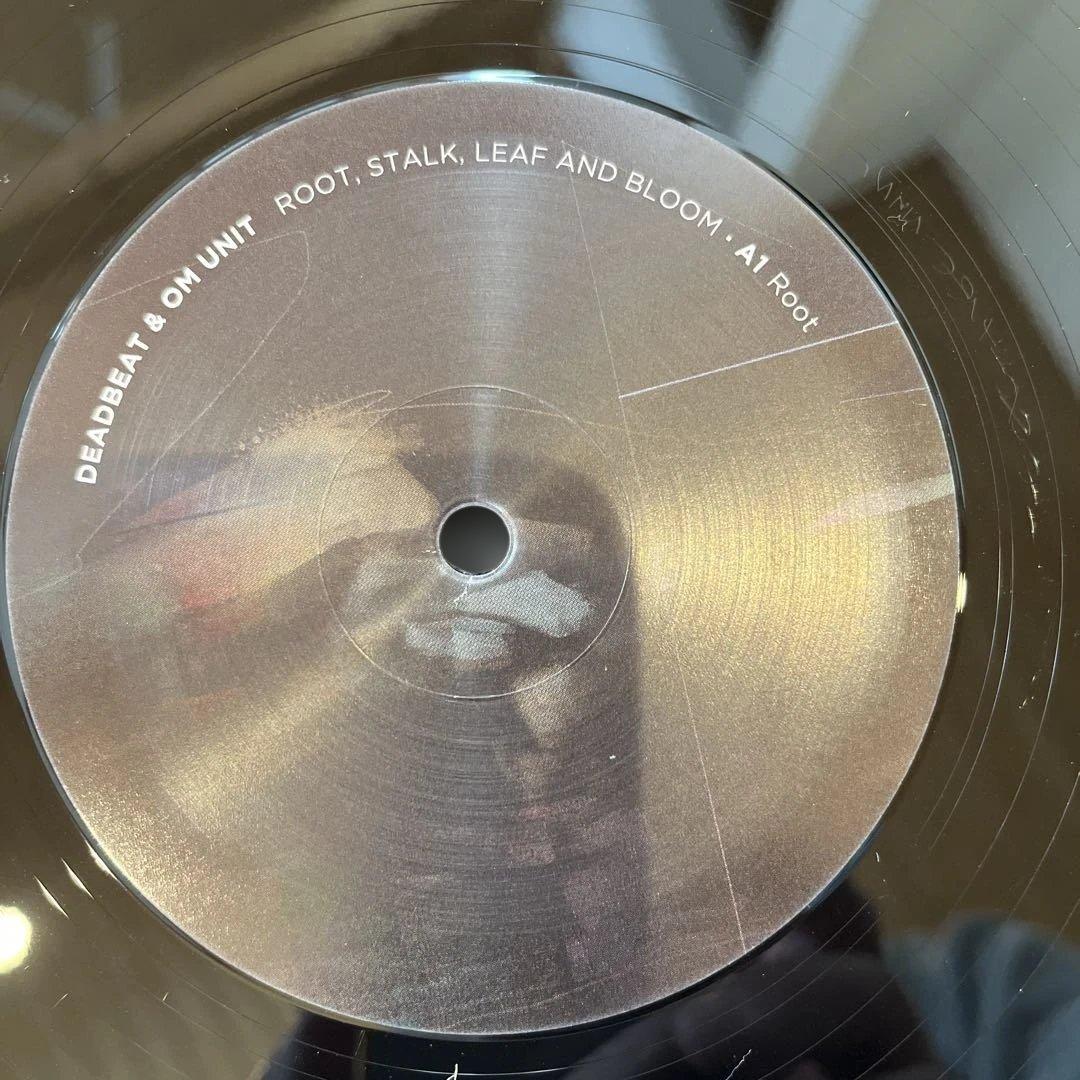 DEADBEAT & OM UNIT ROOT, STALK, LEAF AND BLOOM • A1 Root